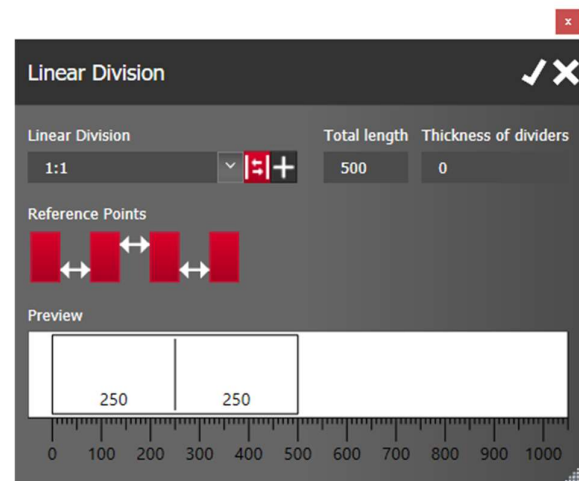 x
Linear Division
Linear Division Total length Thickness of dividers
1:1 500 0
Reference Points
Preview
250 250
0 100 200 300 400 500 600 700 800 900 1000